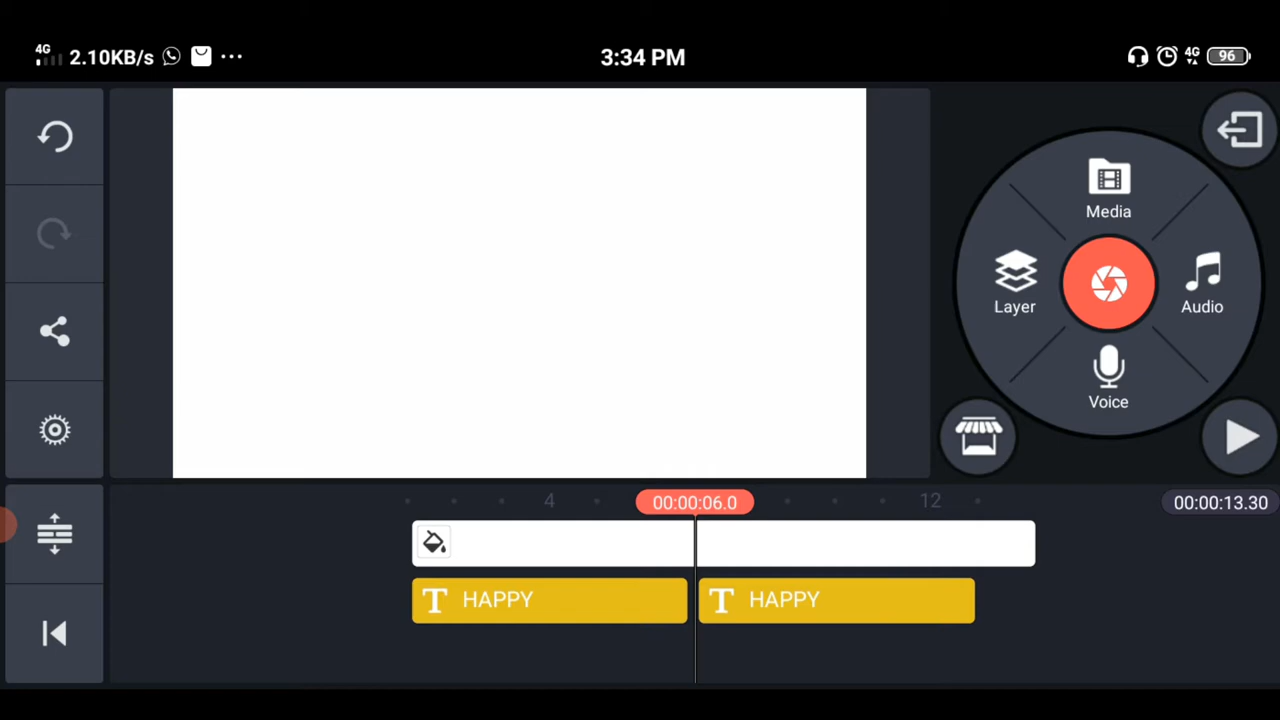 4G 2.10KB/s ... 3:34 PM 4G 96
Media
Layer
Audio
Voice
4 00:00:06.0 12 00:00:13.30
T HAPPY T HAPPY